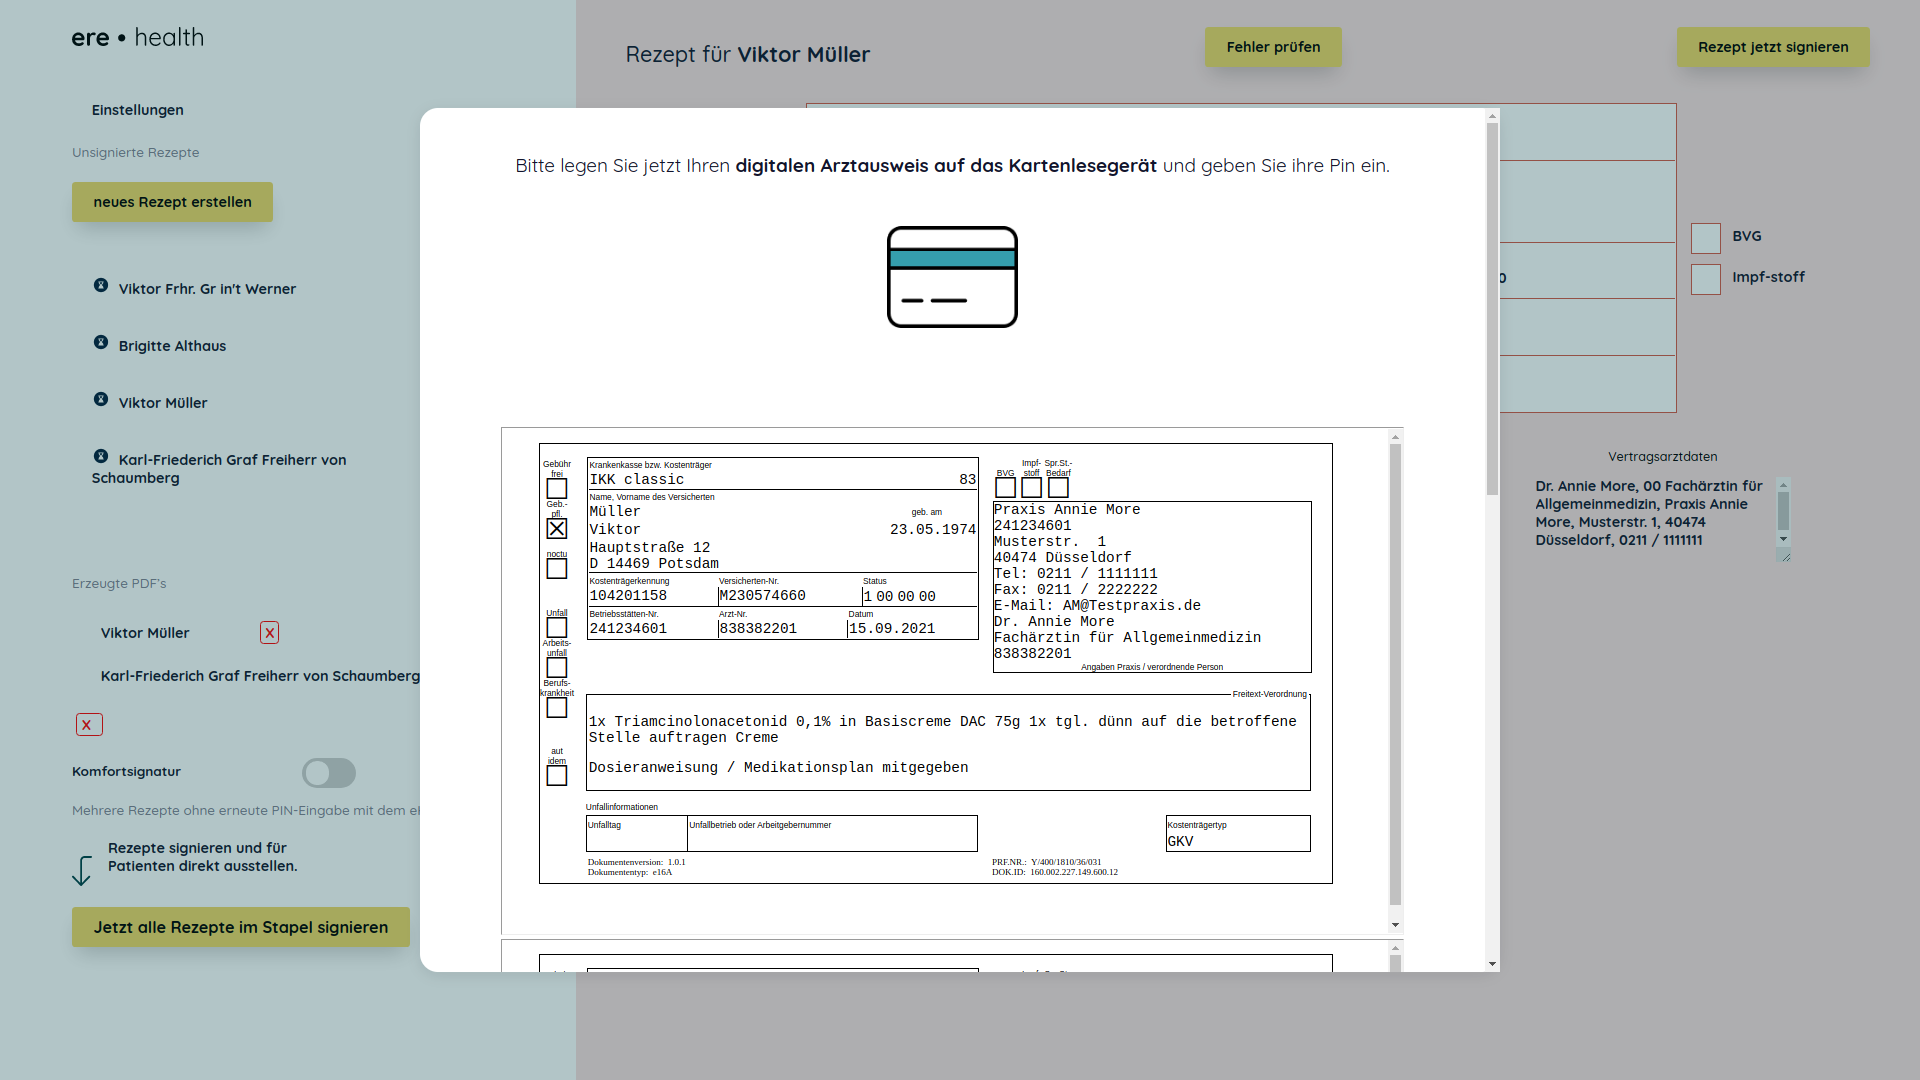 ere • health
Einstellungen
Unsignierte Rezepte
neues Rezept erstellen
Viktor Frhr. Gr in't Werner
Brigitte Althaus
Viktor Müller
Karl-Friederich Graf Freiherr von
Schaumberg
Erzeugte PDF's
Viktor Müller X
Karl-Friederich Graf Freiherr von Schaumberg
X
Komfortsignatur
Mehrere Rezepte ohne erneute PIN-Eingabe mit dem
Rezepte signieren und für
Patienten direkt ausstellen.
Jetzt alle Rezepte im Stapel signieren
Rezept für Viktor Müller
Fehler prüfen
Rezept jetzt signieren
BVG
Impf-stoff
Vertragsarztdaten
Dr. Annie More, 00 Fachärztin für
Allgemeinmedizin, Praxis Annie
More, Musterstr. 1, 40474
Düsseldorf, 0211 / 1111111
Bitte legen Sie jetzt Ihren digitalen Arztausweis auf das Kartenlesegerät und geben Sie ihre Pin ein.
Gebühr
frei
Geb.-
pfl.
noctu
Unfall
Arbeits-
unfall
Berufs-
krankheit
aut
idem
Krankenkasse bzw. Kostenträger
IKK classic 83
Name, Vorname des Versicherten
Müller geb. am
Viktor 23.05.1974
Hauptstraße 12
D 14469 Potsdam
Kostenträgerkennung Versicherten-Nr. Status
104201158 M230574660 1 00 00 00
Betriebsstätten-Nr. Arzt-Nr. Datum
241234601 838382201 15.09.2021
Impf- Spr.St.-
BVG stoff Bedarf
Praxis Annie More
241234601
Musterstr. 1
40474 Düsseldorf
Tel: 0211 / 1111111
Fax: 0211 / 2222222
E-Mail: AM@Testpraxis.de
Dr. Annie More
Fachärztin für Allgemeinmedizin
838382201
Angaben Praxis / verordnende Person
Freitext-Verordnung
1x Triamcinolonacetonid 0,1% in Basiscreme DAC 75g 1x tgl. dünn auf die betroffene
Stelle auftragen Creme
Dosieranweisung / Medikationsplan mitgegeben
Unfallinformationen
Unfalltag Unfallbetrieb oder Arbeitgebernummer
Kostenträgertyp
GKV
Dokumentenversion: 1.0.1
Dokumententyp: e16A
PRF.NR.: Y/400/1810/36/031
DOK.ID: 160.002.227.149.600.12